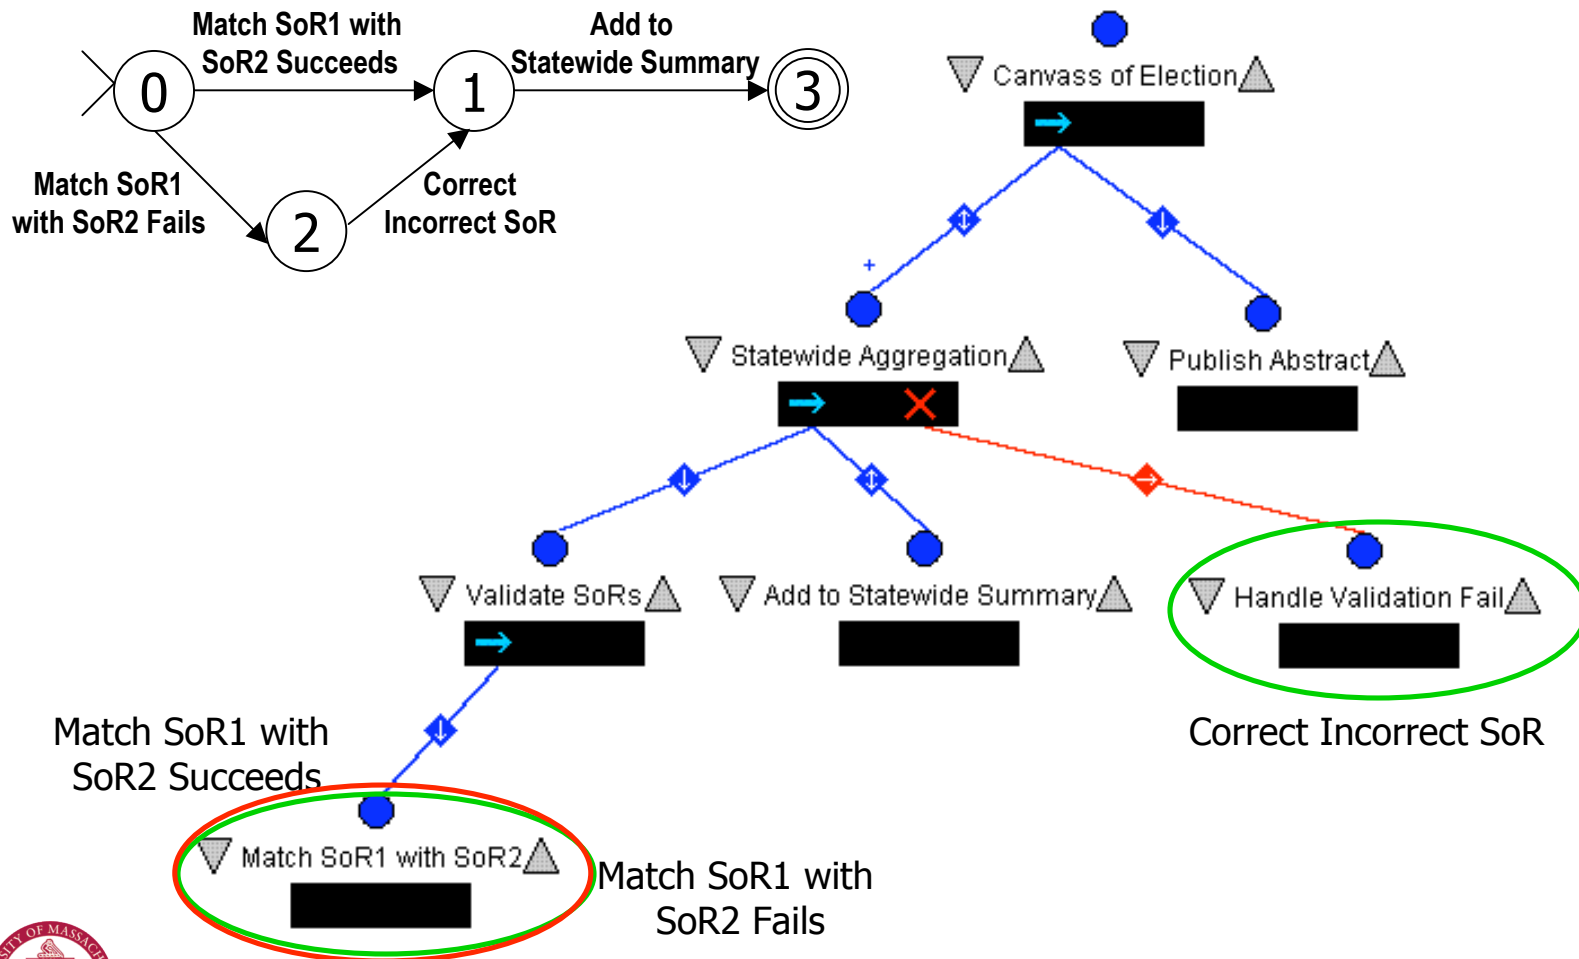 Match SoR1 with
SoR2 Succeeds
Add to
Statewide Summary
0
1
3
Match SoR1
with SoR2 Fails
2
Correct
Incorrect SoR
Canvass of Election
+
Statewide Aggregation
Publish Abstract
Validate SoRs
Add to Statewide Summary
Handle Validation Fail
Match SoR1 with
SoR2 Succeeds
Correct Incorrect SoR
Match SoR1 with SoR2
Match SoR1 with
SoR2 Fails
OF